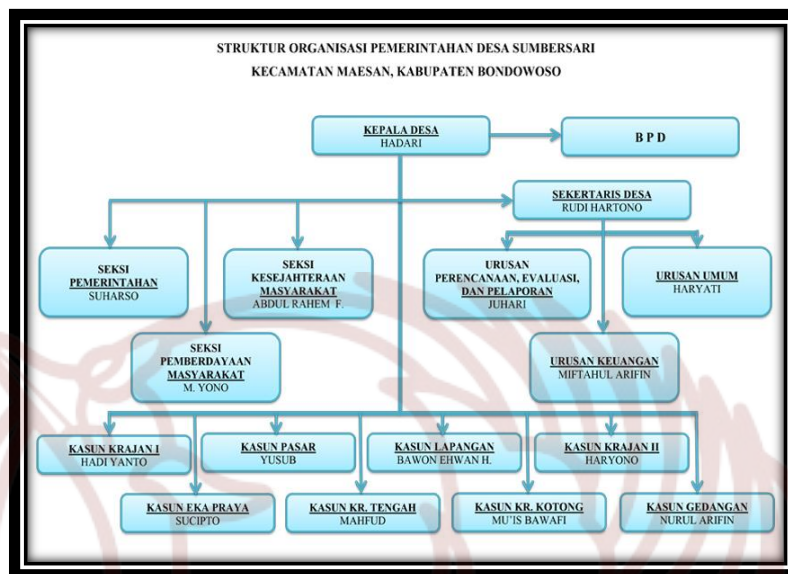 STRUKTUR ORGANISASI PEMERINTAHAN DESA SUMBERSARI
KECAMATAN MAESAN, KABUPATEN BONDOWOSO
KEPALA DESA
HADARI
B P D
SEKERTARIS DESA
RUDI HARTONO
SEKSI
PEMERINTAHAN
SUHARSO
SEKSI
KESEJAHTERAAN
MASYARAKAT
ABDUL RAHEM F.
URUSAN
PERENCANAAN, EVALUASI,
DAN PELAPORAN
JUHARI
URUSAN UMUM
HARYATI
SEKSI
PEMBERDAYAAN
MASYARAKAT
M. YONO
URUSAN KEUANGAN
MIFTAHUL ARIFIN
KASUN KRAJAN I
HADI YANTO
KASUN PASAR
YUSUB
KASUN LAPANGAN
BAWON EHWAN H.
KASUN KRAJAN II
HARYONO
KASUN EKA PRAYA
SUCIPTO
KASUN KR. TENGAH
MAHFUD
KASUN KR. KOTONG
MU'IS BAWAFI
KASUN GEDANGAN
NURUL ARIFIN